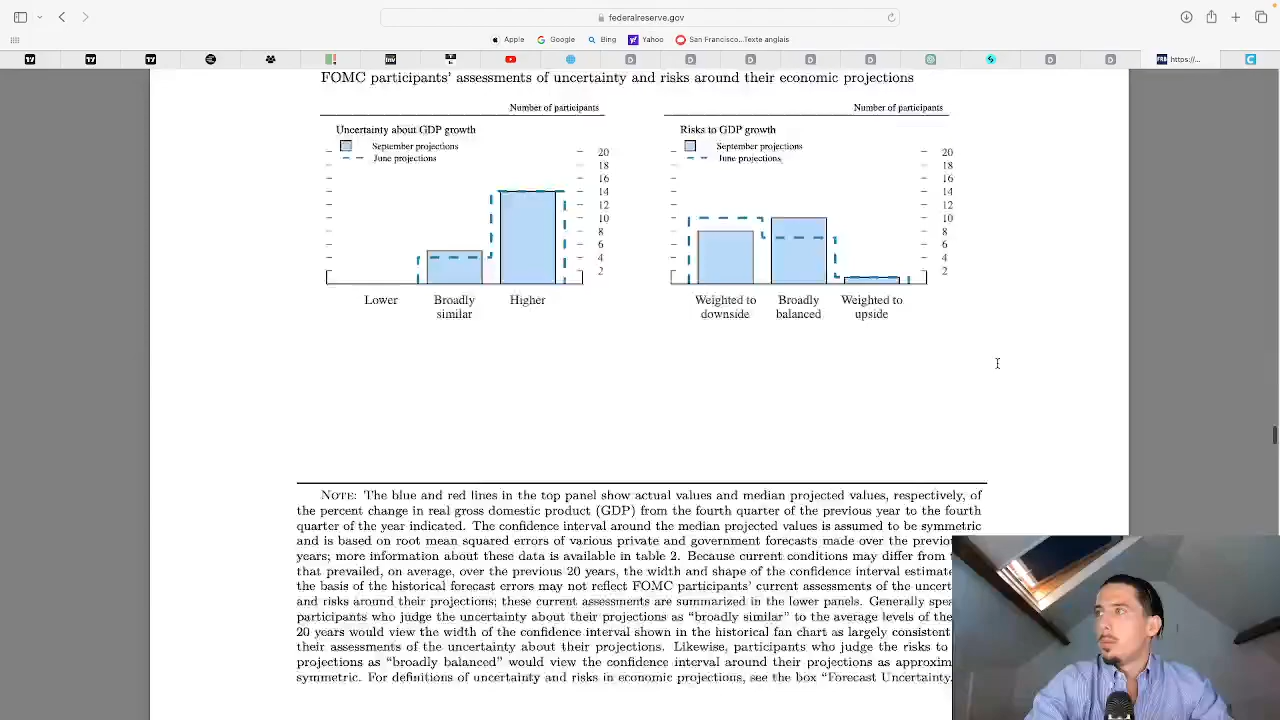 federalreserve.gov
Apple Google Bing Yahoo San Francisco...Texte anglais
https://...
FOMC participants' assessments of uncertainty and risks around their economic projections
Number of participants
Uncertainty about GDP growth
September projections
June projections
20
18
16
14
12
10
8
6
4
2
Lower Broadly similar Higher
Number of participants
Risks to GDP growth
September projections
June projections
20
18
16
14
12
10
8
6
4
2
Weighted to downside Broadly balanced Weighted to upside
NOTE: The blue and red lines in the top panel show actual values and median projected values, respectively, of
the percent change in real gross domestic product (GDP) from the fourth quarter of the previous year to the fourth
quarter of the year indicated. The confidence interval around the median projected values is assumed to be symmetric
and is based on root mean squared errors of various private and government forecasts made over the previo
years; more information about these data is available in table 2. Because current conditions may differ from
that prevailed, on average, over the previous 20 years, the width and shape of the confidence interval estimate
the basis of the historical forecast errors may not reflect FOMC participants' current assessments of the uncert
and risks around their projections; these current assessments are summarized in the lower panels. Generally spea
participants who judge the uncertainty about their projections as "broadly similar" to the average levels of the
20 years would view the width of the confidence interval shown in the historical fan chart as largely consistent
their assessments of the uncertainty about their projections. Likewise, participants who judge the risks to
projections as "broadly balanced" would view the confidence interval around their projections as approxim
symmetric. For definitions of uncertainty and risks in economic projections, see the box "Forecast Uncertainty.